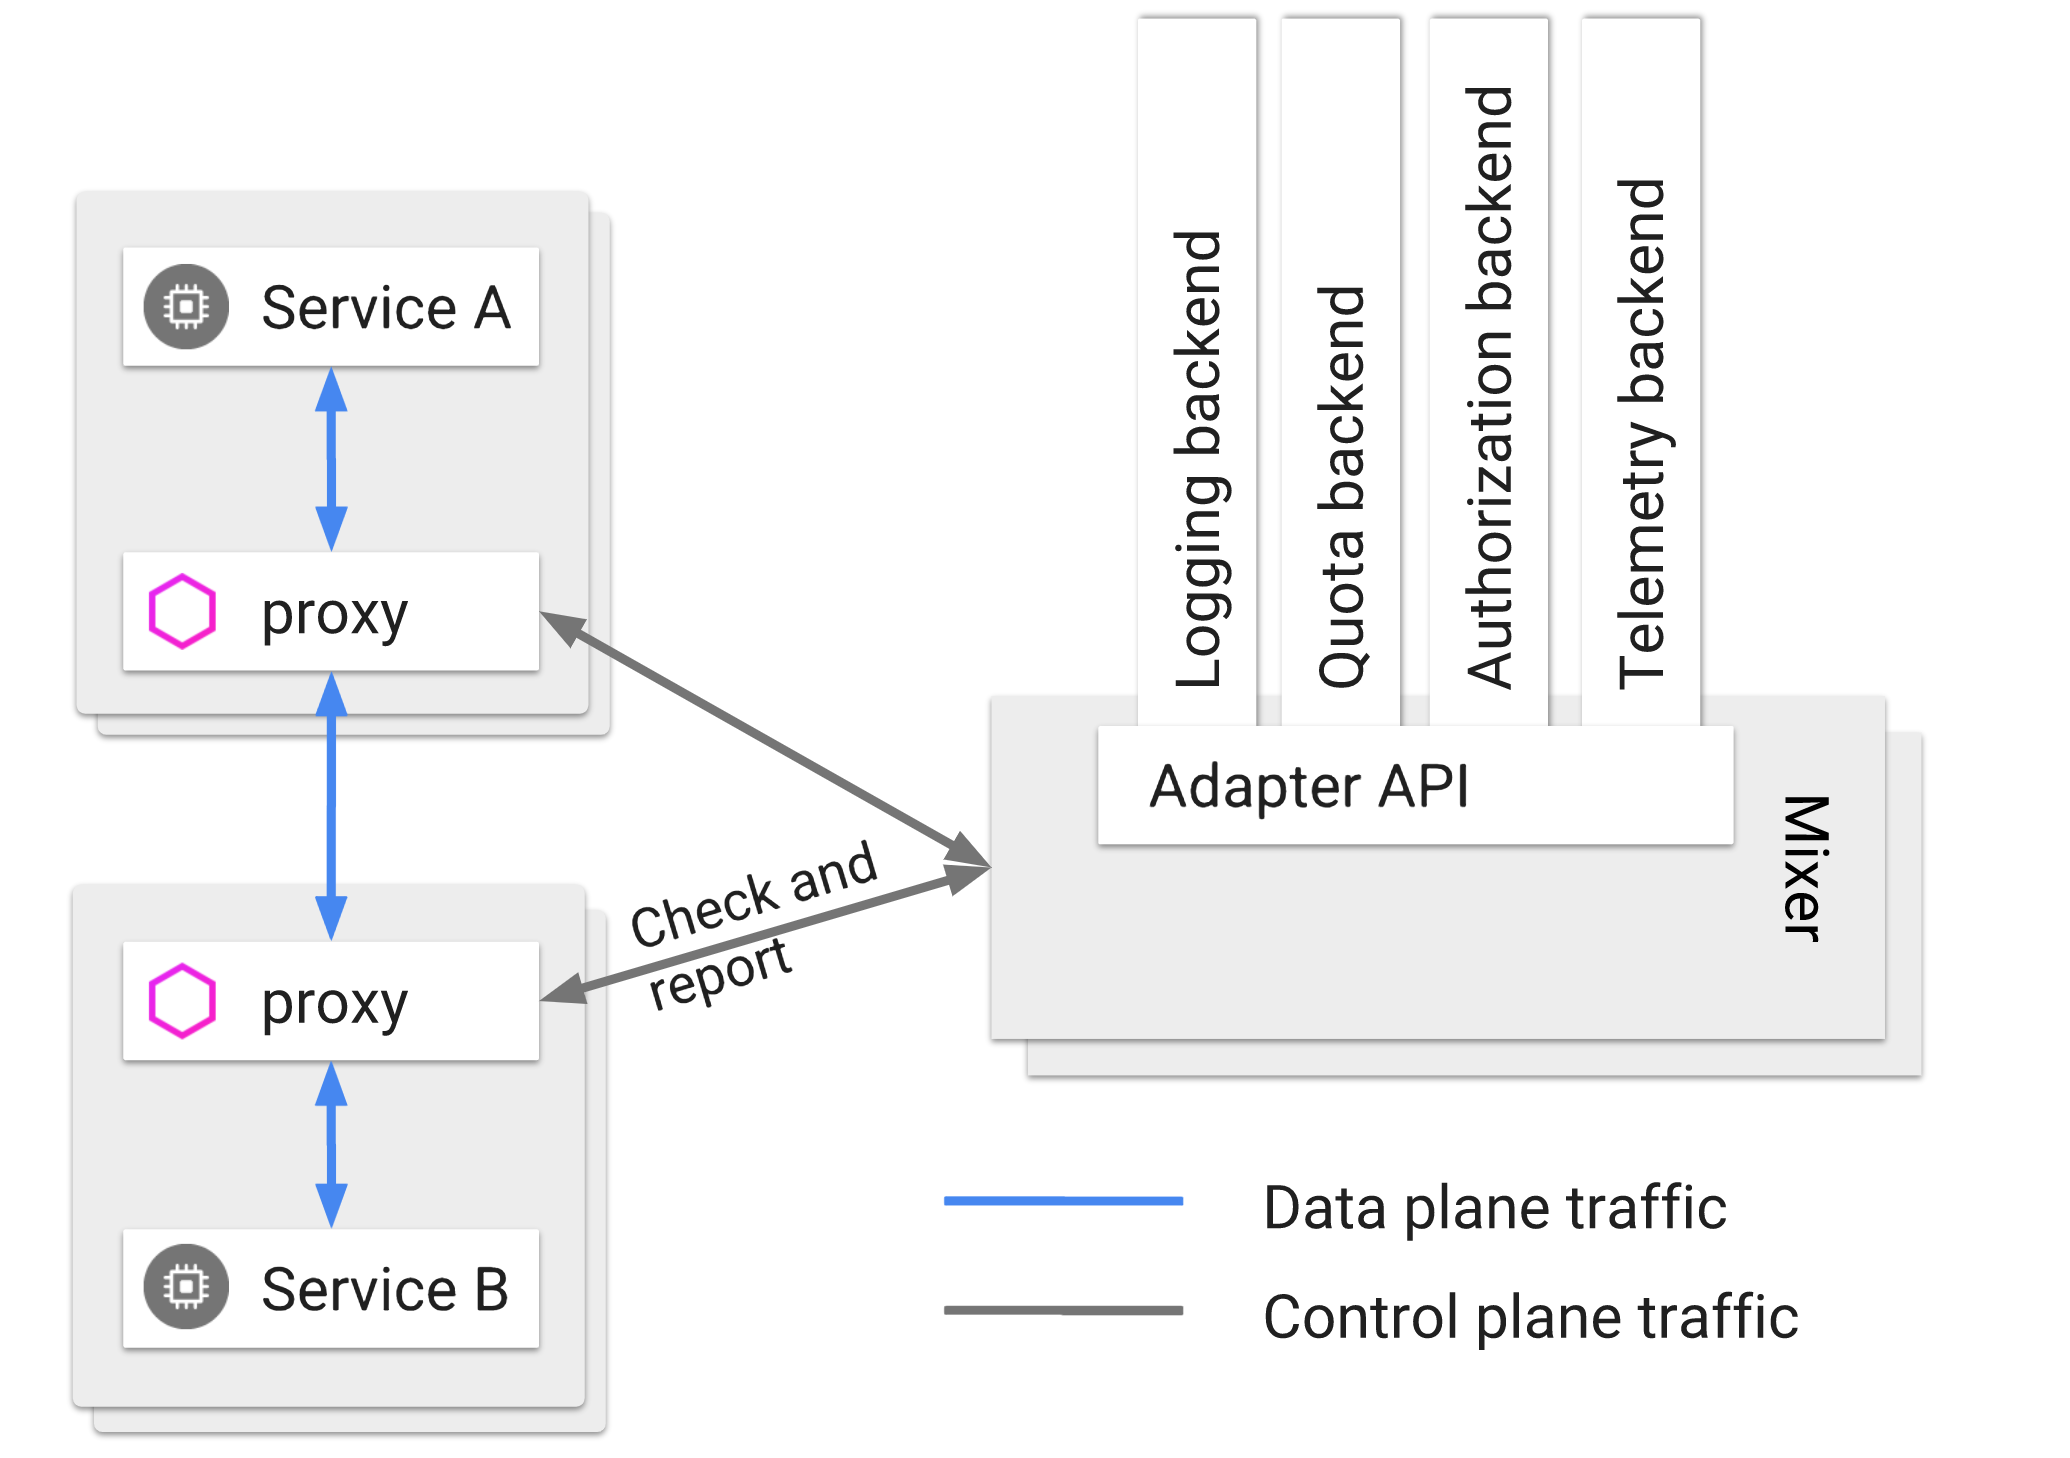 Service A
proxy
proxy
Service B
Check and
report
Logging backend
Quota backend
Authorization backend
Telemetry backend
Adapter API
Mixer
Data plane traffic
Control plane traffic